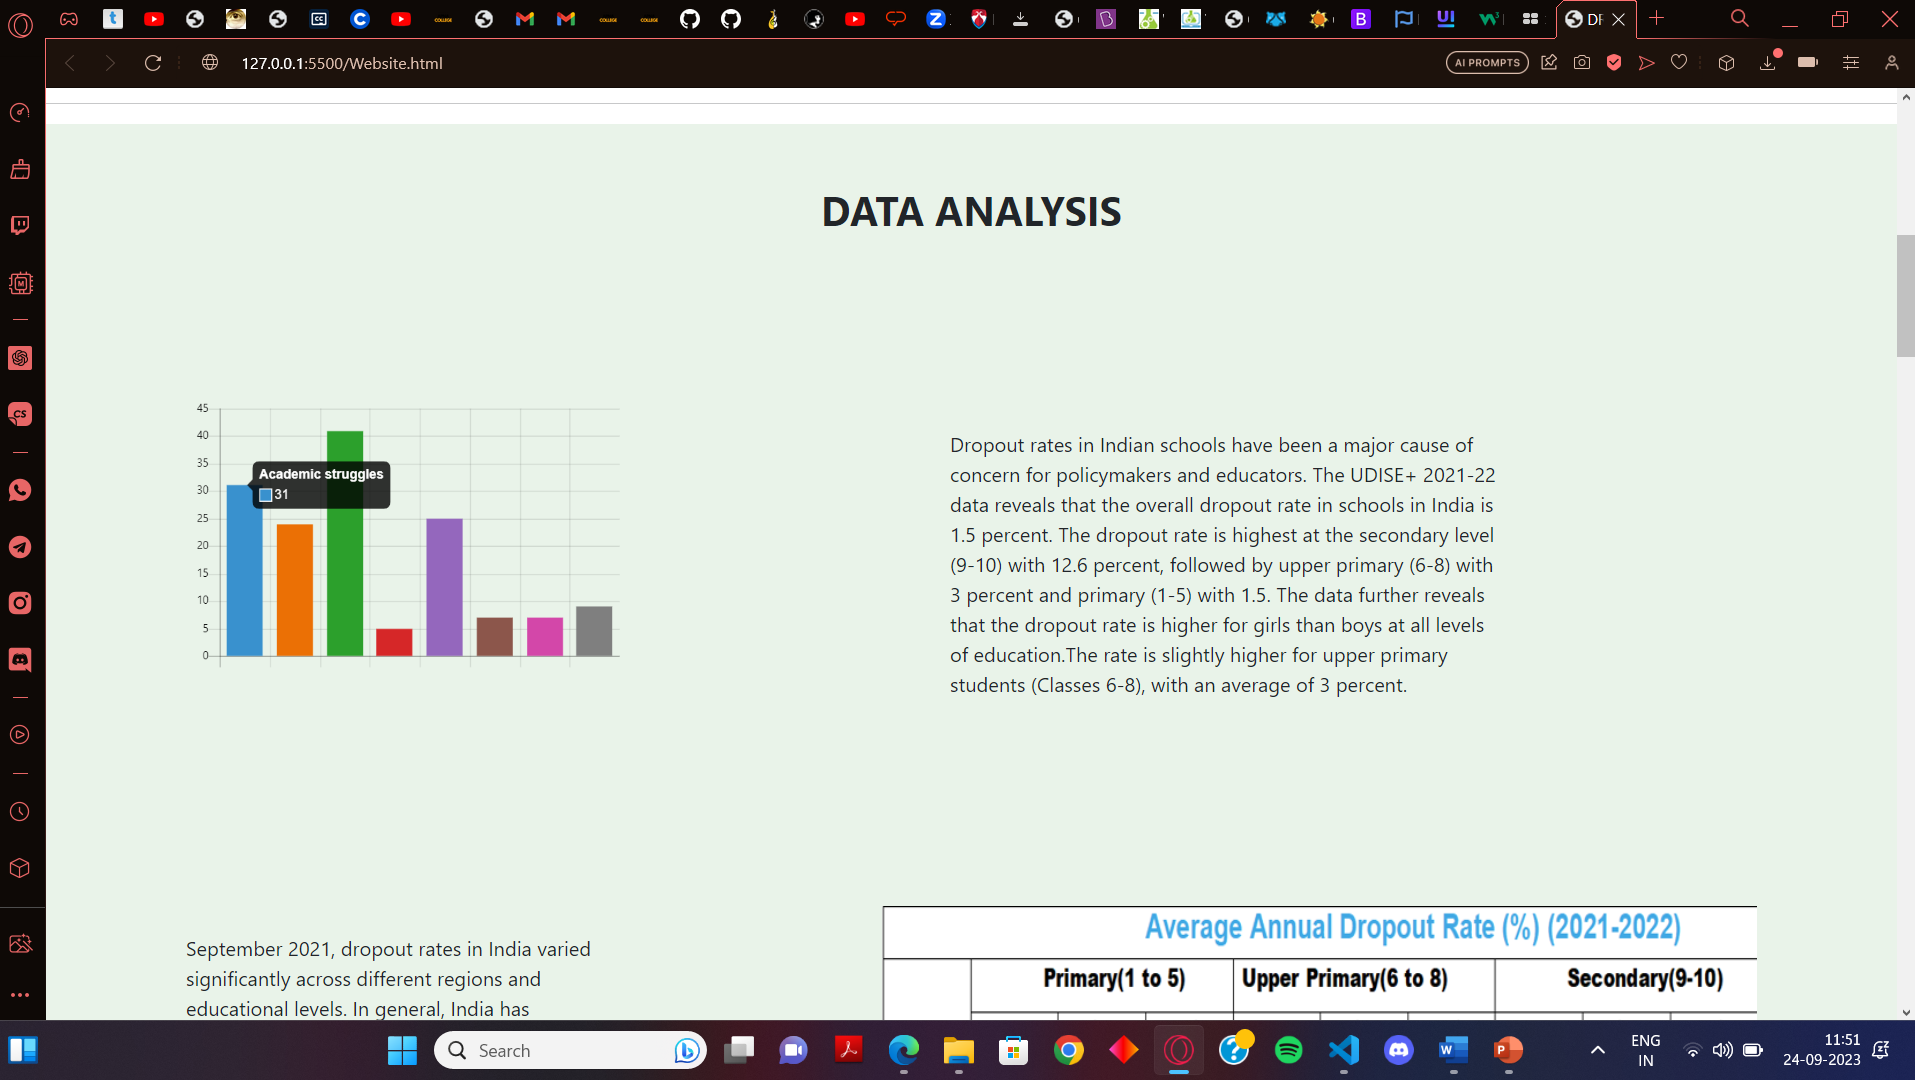 DF
127.0.0.1:5500/Website.html
AI PROMPTS
DATA ANALYSIS
45
40
35
30
25
20
15
10
5
0
Academic struggles
31
Dropout rates in Indian schools have been a major cause of
concern for policymakers and educators. The UDISE+ 2021-22
data reveals that the overall dropout rate in schools in India is
1.5 percent. The dropout rate is highest at the secondary level
(9-10) with 12.6 percent, followed by upper primary (6-8) with
3 percent and primary (1-5) with 1.5. The data further reveals
that the dropout rate is higher for girls than boys at all levels
of education.The rate is slightly higher for upper primary
students (Classes 6-8), with an average of 3 percent.
September 2021, dropout rates in India varied
significantly across different regions and
educational levels. In general, India has
Average Annual Dropout Rate (%) (2021-2022)
Primary(1 to 5) Upper Primary(6 to 8) Secondary(9-10)
Search
ENG
IN
11:51
24-09-2023